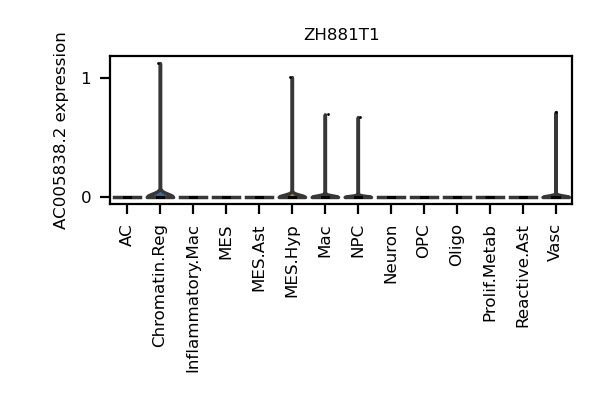 ZH881T1
AC005838.2 expression
1
0
AC
Chromatin.Reg
Inflammatory.Mac
MES
MES.Ast
MES.Hyp
Mac
NPC
Neuron
OPC
Oligo
Prolif.Metab
Reactive.Ast
Vasc